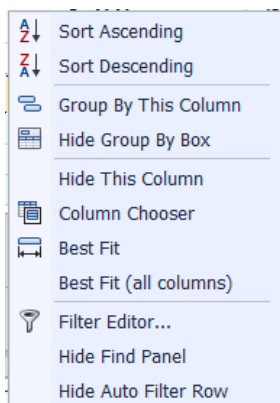 Sort Ascending
Sort Descending
Group By This Column
Hide Group By Box
Hide This Column
Column Chooser
Best Fit
Best Fit (all columns)
Filter Editor...
Hide Find Panel
Hide Auto Filter Row